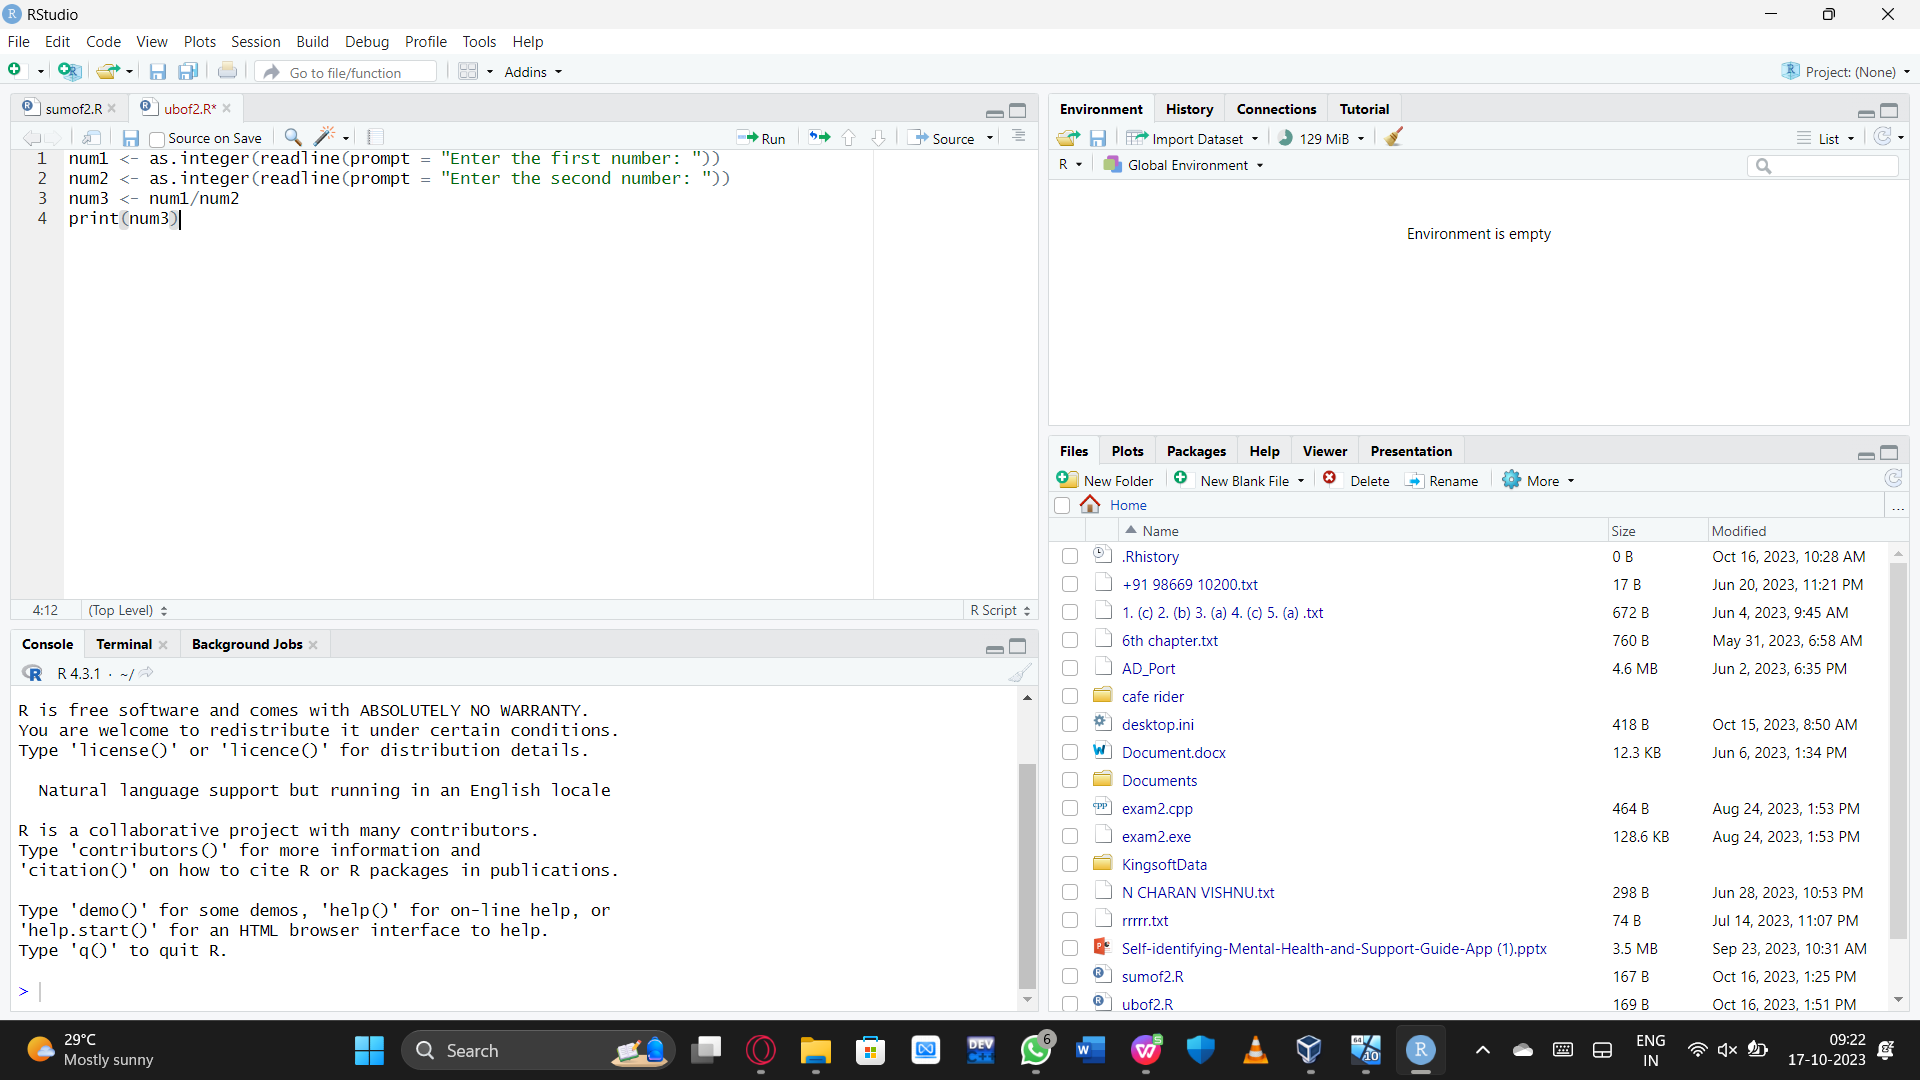 RStudio
File Edit Code View Plots Session Build Debug Profile Tools Help
Go to file/function Addins Project: (None)
sumof2.R ubof2.R*
Source on Save Run Source
1 num1 <- as.integer(readline(prompt = "Enter the first number: "))
2 num2 <- as.integer(readline(prompt = "Enter the second number: "))
3 num3 <- num1/num2
4 print(num3)
4:12 (Top Level) R Script
Console Terminal Background Jobs
R 4.3.1 · ~/
R is free software and comes with ABSOLUTELY NO WARRANTY.
You are welcome to redistribute it under certain conditions.
Type 'license()' or 'licence()' for distribution details.
Natural language support but running in an English locale
R is a collaborative project with many contributors.
Type 'contributors()' for more information and
'citation()' on how to cite R or R packages in publications.
Type 'demo()' for some demos, 'help()' for on-line help, or
'help.start()' for an HTML browser interface to help.
Type 'q()' to quit R.
>
Environment History Connections Tutorial
Import Dataset 129 MiB List
R Global Environment
Environment is empty
Files Plots Packages Help Viewer Presentation
New Folder New Blank File Delete Rename More
Home ...
Name Size Modified
.Rhistory 0 B Oct 16, 2023, 10:28 AM
+91 98669 10200.txt 17 B Jun 20, 2023, 11:21 PM
1. (c) 2. (b) 3. (a) 4. (c) 5. (a) .txt 672 B Jun 4, 2023, 9:45 AM
6th chapter.txt 760 B May 31, 2023, 6:58 AM
AD_Port 4.6 MB Jun 2, 2023, 6:35 PM
cafe rider
desktop.ini 418 B Oct 15, 2023, 8:50 AM
Document.docx 12.3 KB Jun 6, 2023, 1:34 PM
Documents
exam2.cpp 464 B Aug 24, 2023, 1:53 PM
exam2.exe 128.6 KB Aug 24, 2023, 1:53 PM
KingsoftData
N CHARAN VISHNU.txt 298 B Jun 28, 2023, 10:53 PM
rrrrr.txt 74 B Jul 14, 2023, 11:07 PM
Self-identifying-Mental-Health-and-Support-Guide-App (1).pptx 3.5 MB Sep 23, 2023, 10:31 AM
sumof2.R 167 B Oct 16, 2023, 1:25 PM
ubof2.R 169 B Oct 16, 2023, 1:51 PM
29°C
Mostly sunny
Search
DEV
6
64
10
R
ENG
IN
09:22
17-10-2023